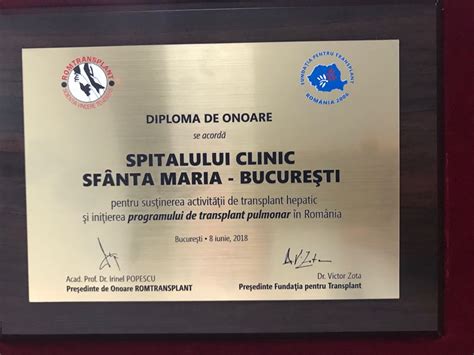 ROMTRANSPLANT
FUNDAȚIA PENTRU TRANSPLANT
ROMÂNIA 2006
DIPLOMA DE ONOARE
se acordă
SPITALULUI CLINIC
SFÂNTA MARIA - BUCUREȘTI
pentru susținerea activității de transplant hepatic
și inițierea programului de transplant pulmonar în România
București • 8 iunie, 2018
Acad. Prof. Dr. Irinel POPESCU
Președinte de Onoare ROMTRANSPLANT
Dr. Victor Zota
Președinte Fundația pentru Transplant